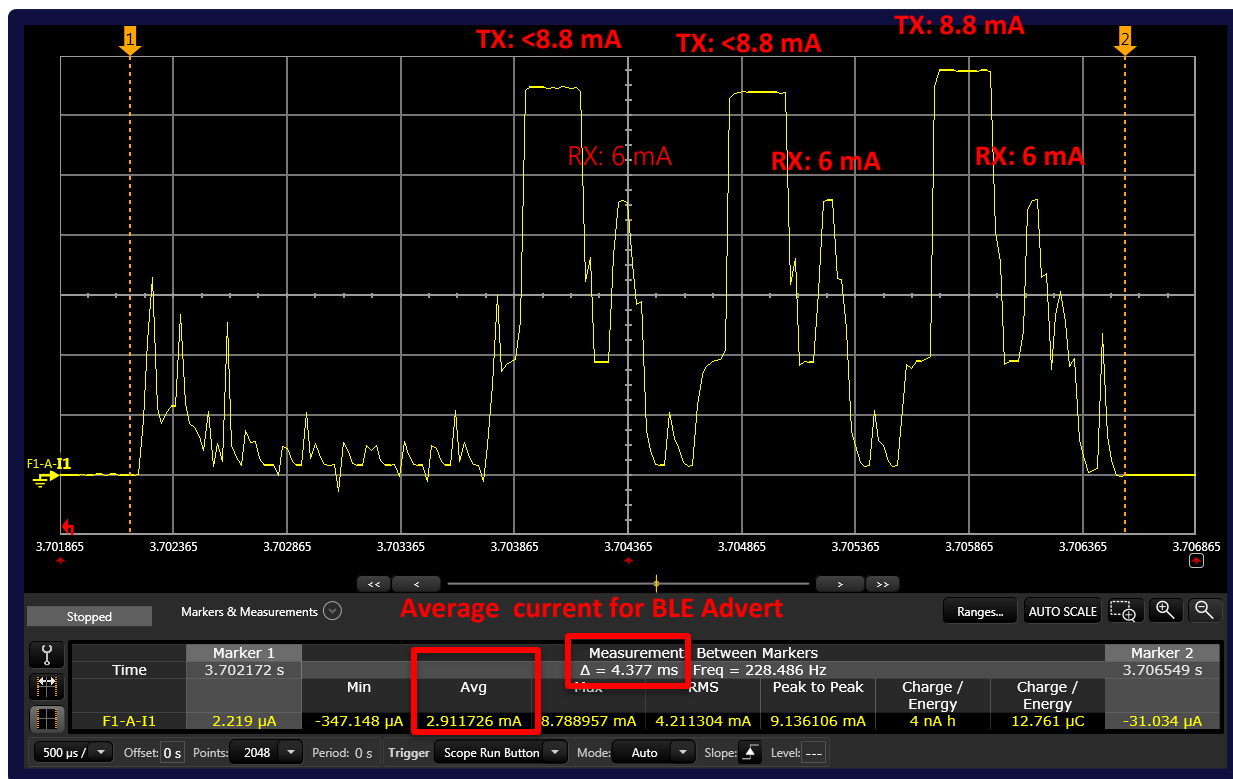 TX: <8.8 mA TX: <8.8 mA TX: 8.8 mA
1 2
RX: 6 mA RX: 6 mA RX: 6 mA
F1-A-I1
3.701865 3.702365 3.702865 3.703365 3.703865 3.704365 3.704865 3.705365 3.705865 3.706365 3.706865
<< < > >>
Stopped Markers & Measurements Average current for BLE Advert Ranges... AUTO SCALE
Marker 1 Measurement Between Markers Marker 2
Time 3.702172 s Δ = 4.377 ms Freq = 228.486 Hz 3.706549 s
Min Avg Max RMS Peak to Peak Charge / Energy Charge / Energy
F1-A-I1 2.219 µA -347.148 µA 2.911726 mA 8.788957 mA 4.211304 mA 9.136106 mA 4 nA h 12.761 µC -31.034 µA
500 µs / Offset: 0 s Points: 2048 Period: 0 s Trigger Scope Run Button Mode: Auto Slope: Level: ---